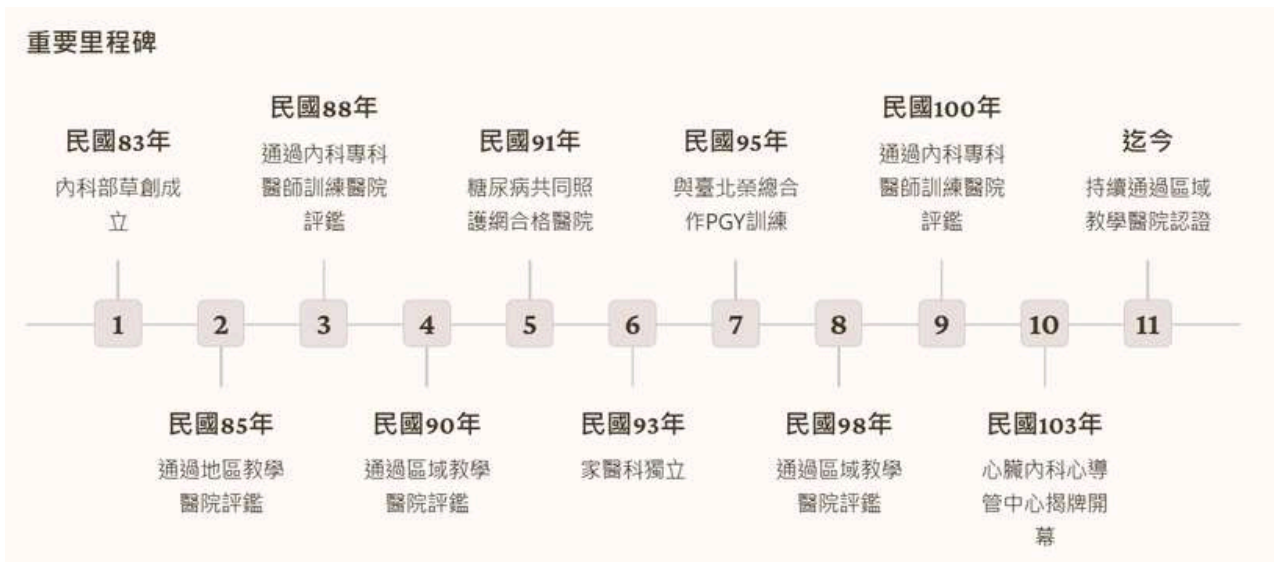 重要里程碑
民國83年
內科部草創成
立
1
2
民國85年
通過地區教學
醫院評鑑
民國88年
通過內科專科
醫師訓練醫院
評鑑
3
4
民國90年
通過區域教學
醫院評鑑
民國91年
糖尿病共同照
護網合格醫院
5
6
民國93年
家醫科獨立
民國95年
與臺北榮總合
作PGY訓練
7
8
民國98年
通過區域教學
醫院評鑑
民國100年
通過內科專科
醫師訓練醫院
評鑑
9
10
民國103年
心臟內科心導
管中心揭牌開
幕
迄今
持續通過區域
教學醫院認證
11